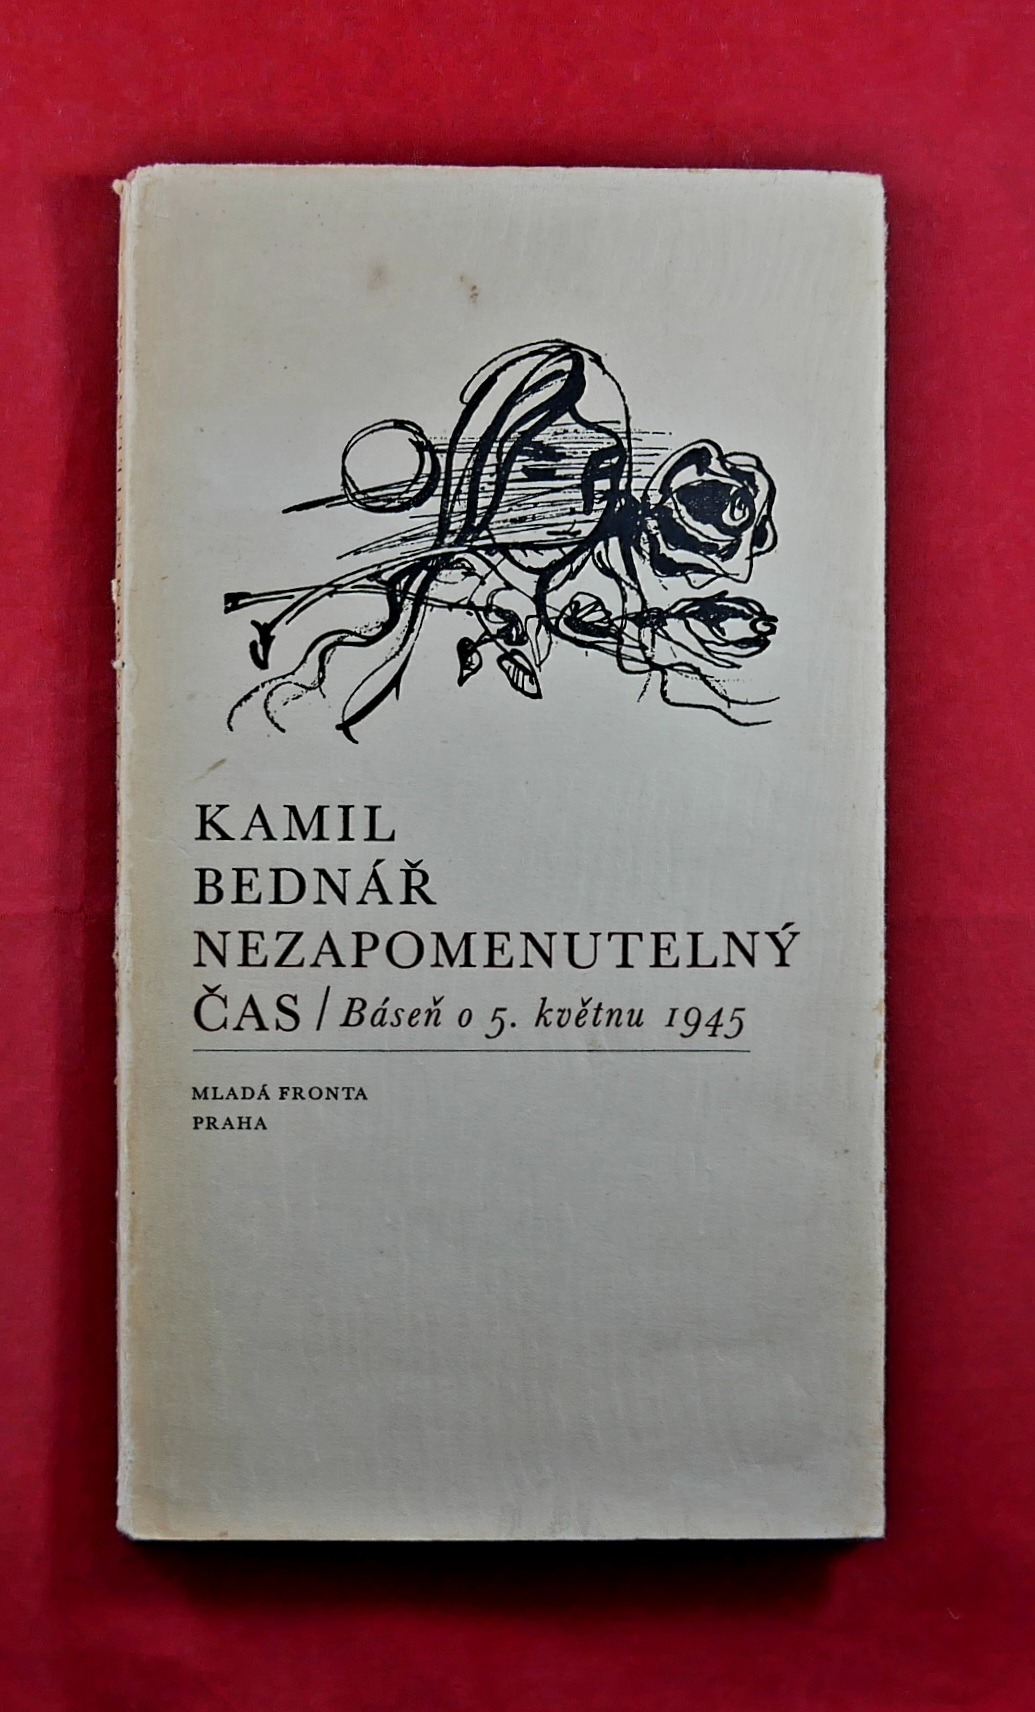 KAMIL
BEDNÁŘ
NEZAPOMENUTELNÝ
ČAS / Báseň o 5. květnu 1945
MLADÁ FRONTA
PRAHA